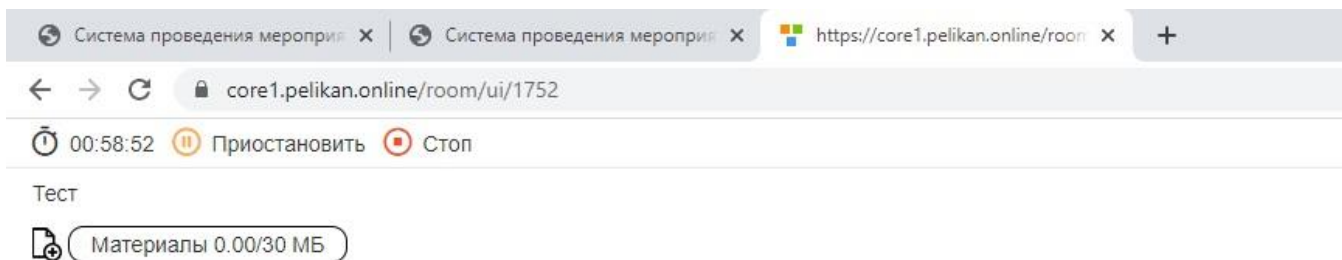 Система проведения мероприя Система проведения мероприя https://core1.pelikan.online/room
core1.pelikan.online/room/ui/1752
00:58:52 Приостановить Стоп
Тест
Материалы 0.00/30 МБ